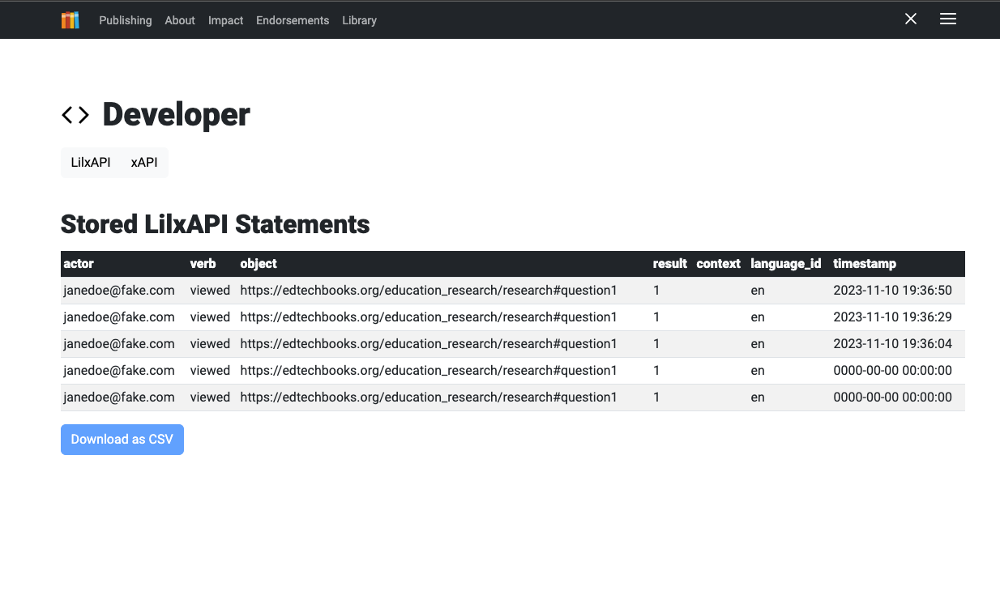 Publishing About Impact Endorsements Library
Developer
LilxAPI xAPI
Stored LilxAPI Statements
actor verb object result context language_id timestamp
janedoe@fake.com viewed https://edtechbooks.org/education_research/research#question1 1 en 2023-11-10 19:36:50
janedoe@fake.com viewed https://edtechbooks.org/education_research/research#question1 1 en 2023-11-10 19:36:29
janedoe@fake.com viewed https://edtechbooks.org/education_research/research#question1 1 en 2023-11-10 19:36:04
janedoe@fake.com viewed https://edtechbooks.org/education_research/research#question1 1 en 0000-00-00 00:00:00
janedoe@fake.com viewed https://edtechbooks.org/education_research/research#question1 1 en 0000-00-00 00:00:00
Download as CSV